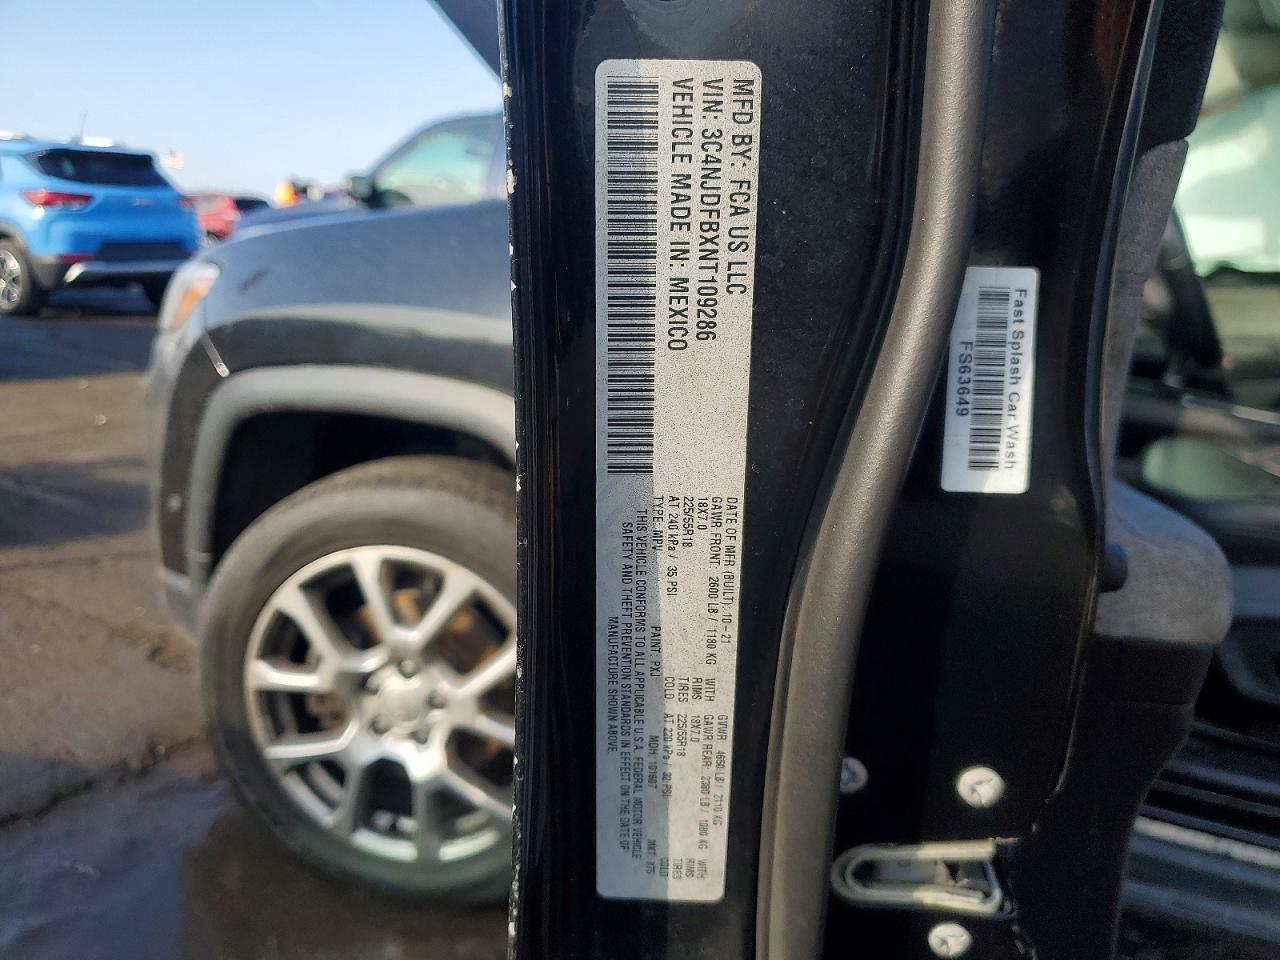 MFD BY: FCA US LLC
VIN: 3C4NJDFBXNT109286
VEHICLE MADE IN: MEXICO
DATE OF MFR (BUILT): 10-21 GVWR: 4650 LB / 2110 KG
GAWR FRONT: 2600 LB / 1180 KG WITH GAWR REAR: 2380 LB / 1080 KG WITH
18X7.0 RIMS 18X7.0 RIMS
225/55R18 TIRES 225/55R18 TIRES
AT 240 kPa / 35 PSI COLD AT 220 kPa / 32 PSI COLD
TYPE: MPV PAINT: PXJ MDH: 101807 MKT: 375
THIS VEHICLE CONFORMS TO ALL APPLICABLE U.S.A. FEDERAL MOTOR VEHICLE
SAFETY AND THEFT PREVENTION STANDARDS IN EFFECT ON THE DATE OF
MANUFACTURE SHOWN ABOVE
Fast Splash Car Wash
FS63649